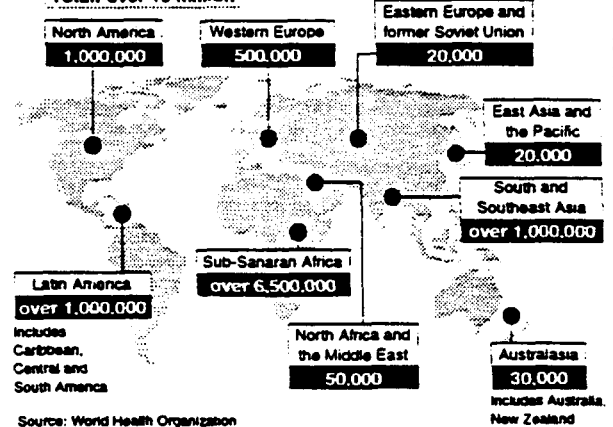 North America
1,000,000
Western Europe
500,000
Eastern Europe and
former Soviet Union
20,000
East Asia and
the Pacific
20,000
South and
Southeast Asia
over 1,000,000
Latin America
over 1,000,000
Includes
Caribbean,
Central and
South America
Sub-Sanaran Africa
over 6,500,000
North Africa and
the Middle East
50,000
Australasia
30,000
Includes Australia,
New Zealand
Source: World Health Organization